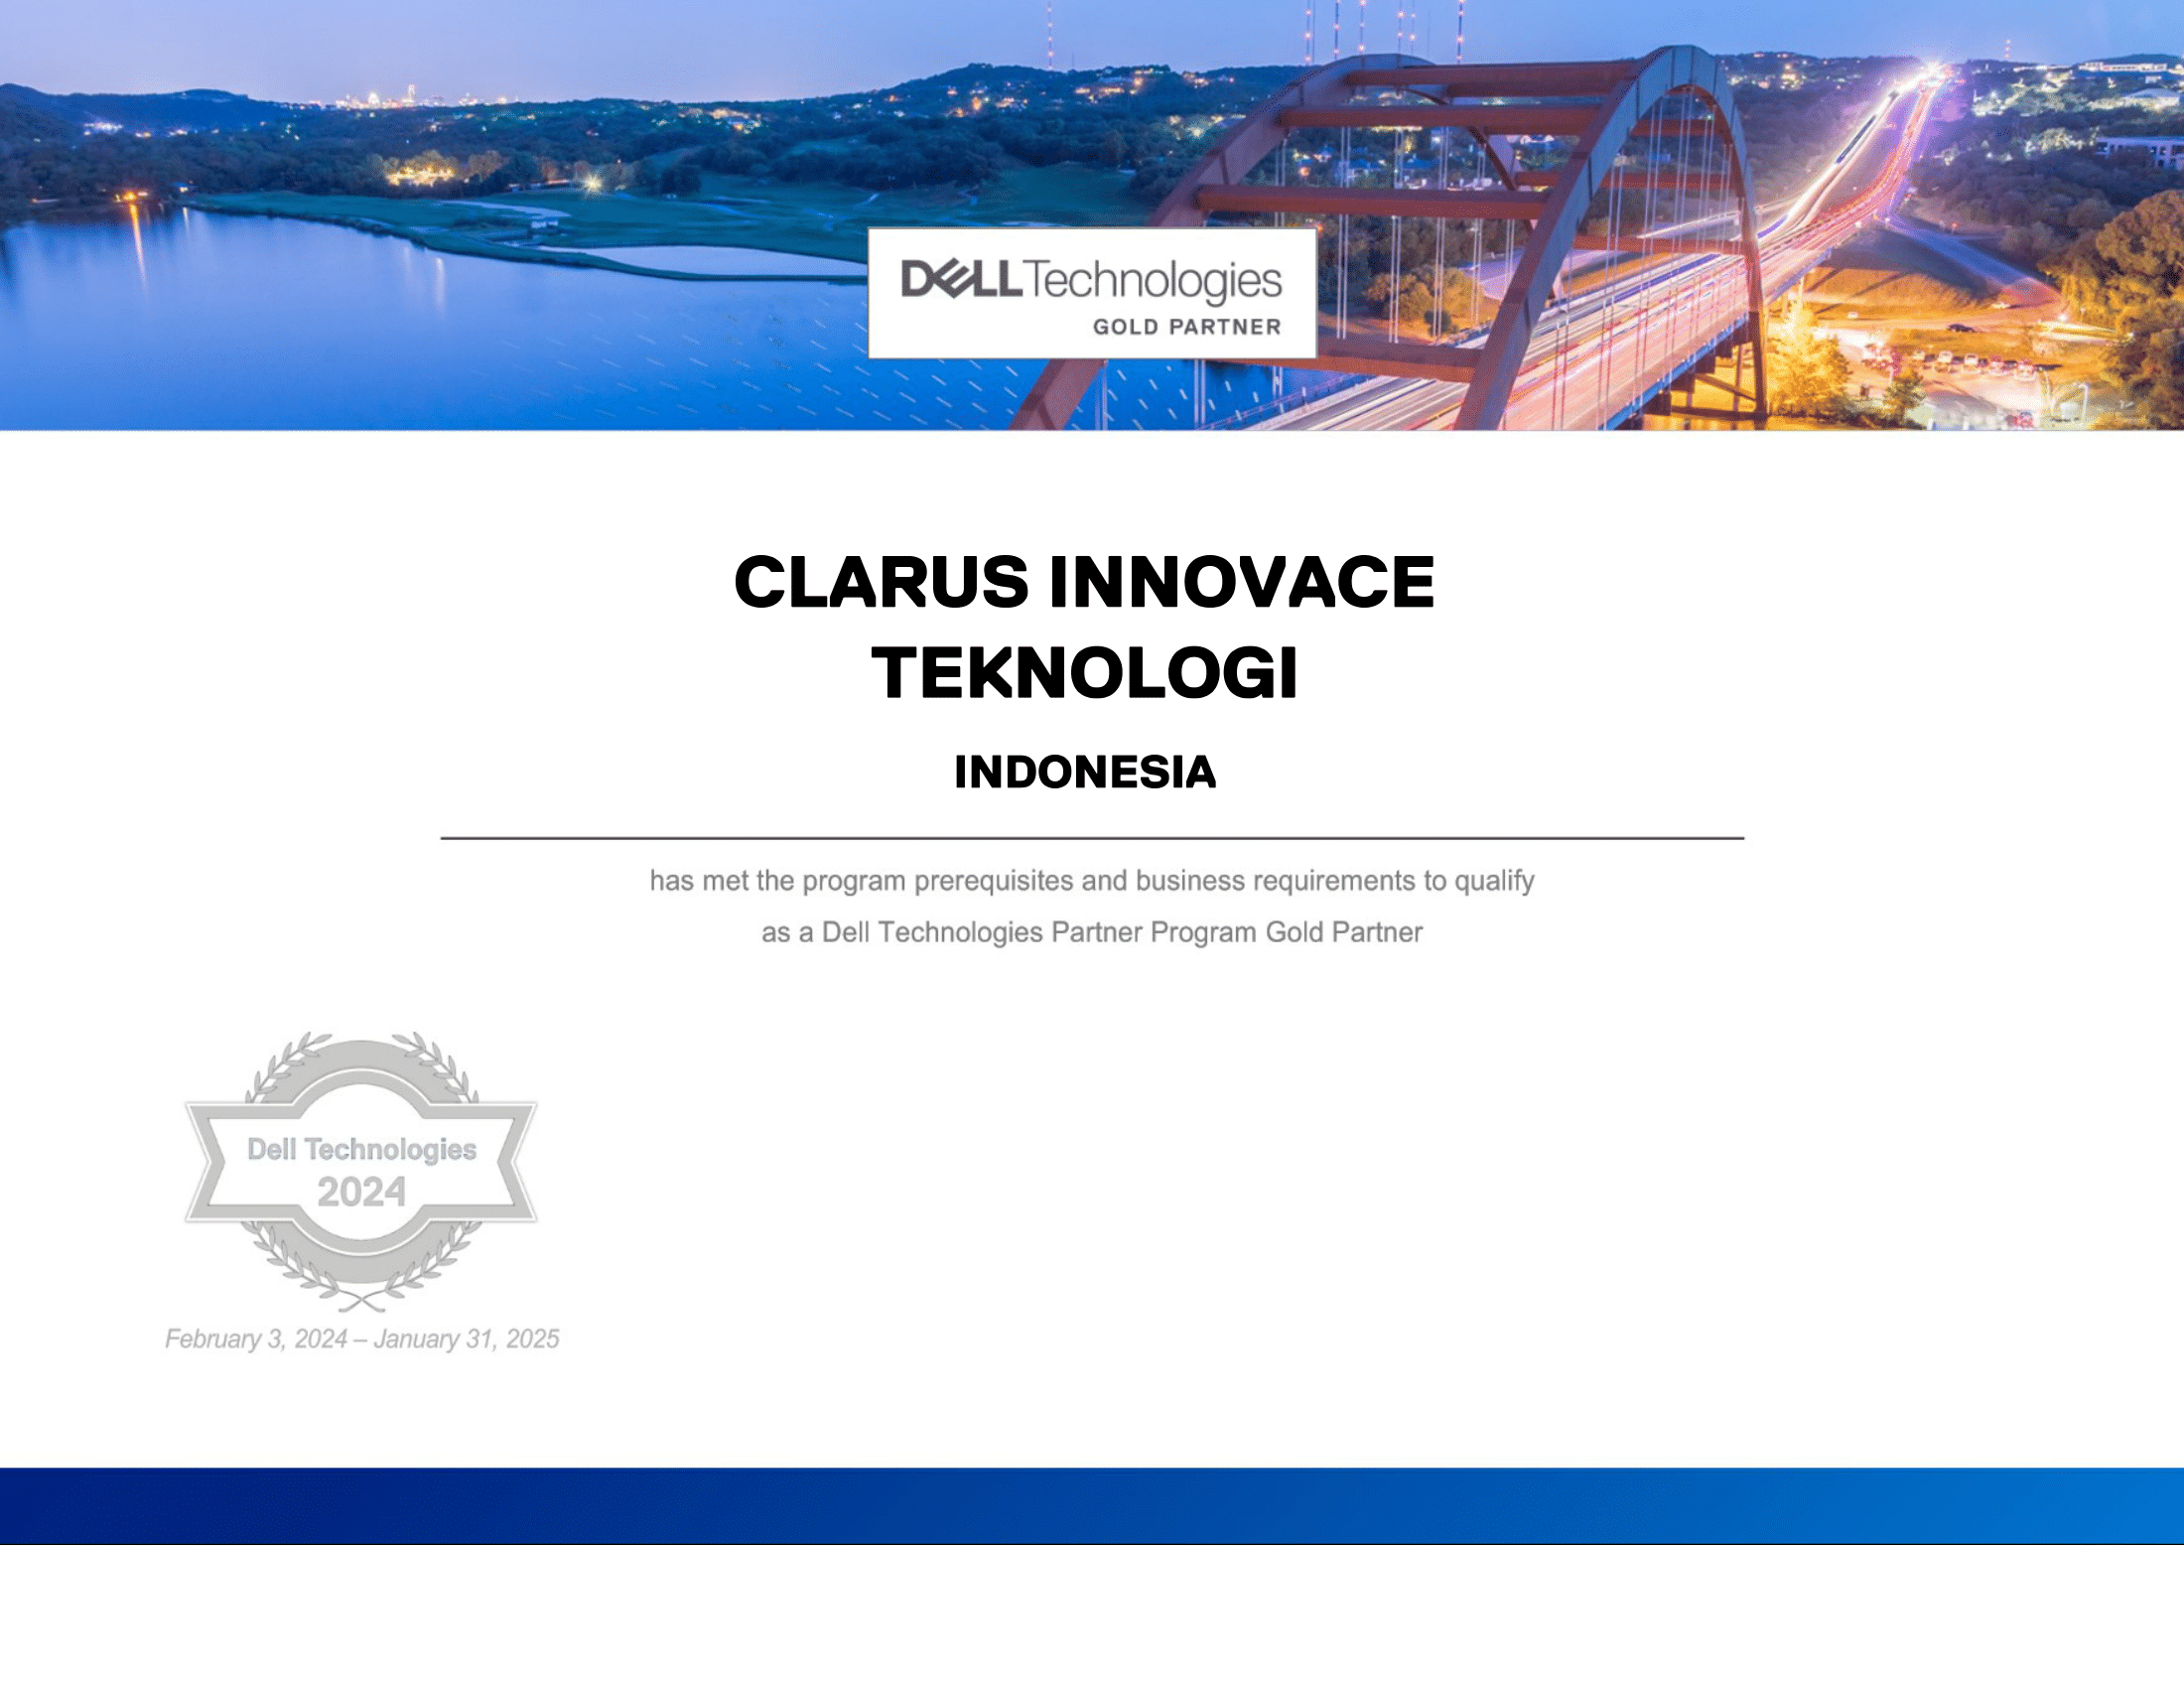 DELLTechnologies
GOLD PARTNER
CLARUS INNOVACE
TEKNOLOGI
INDONESIA
has met the program prerequisites and business requirements to qualify
as a Dell Technologies Partner Program Gold Partner
Dell Technologies
2024
February 3, 2024 – January 31, 2025